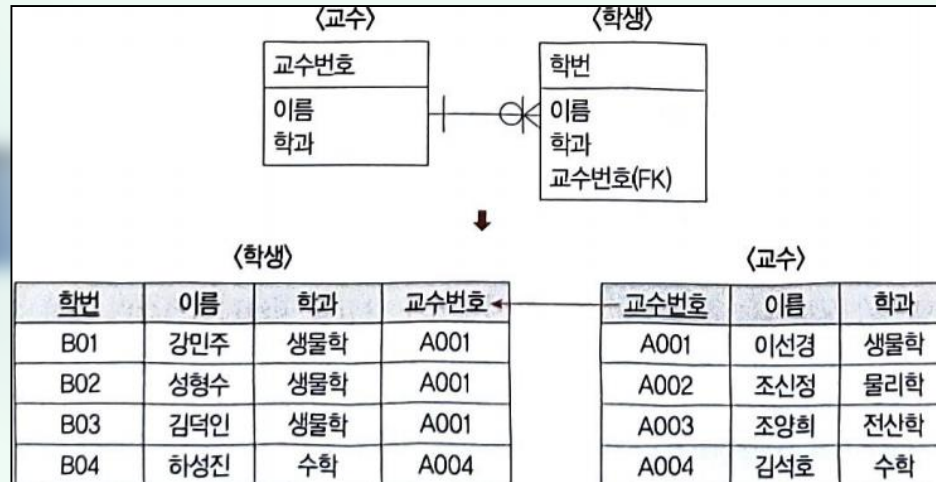 〈교수〉 〈학생〉
교수번호 학번
이름 이름
학과 학과
교수번호(FK)
〈학생〉 〈교수〉
학번 이름 학과 교수번호 교수번호 이름 학과
B01 강민주 생물학 A001 A001 이선경 생물학
B02 성형수 생물학 A001 A002 조신정 물리학
B03 김덕인 생물학 A001 A003 조양희 전산학
B04 하성진 수학 A004 A004 김석호 수학